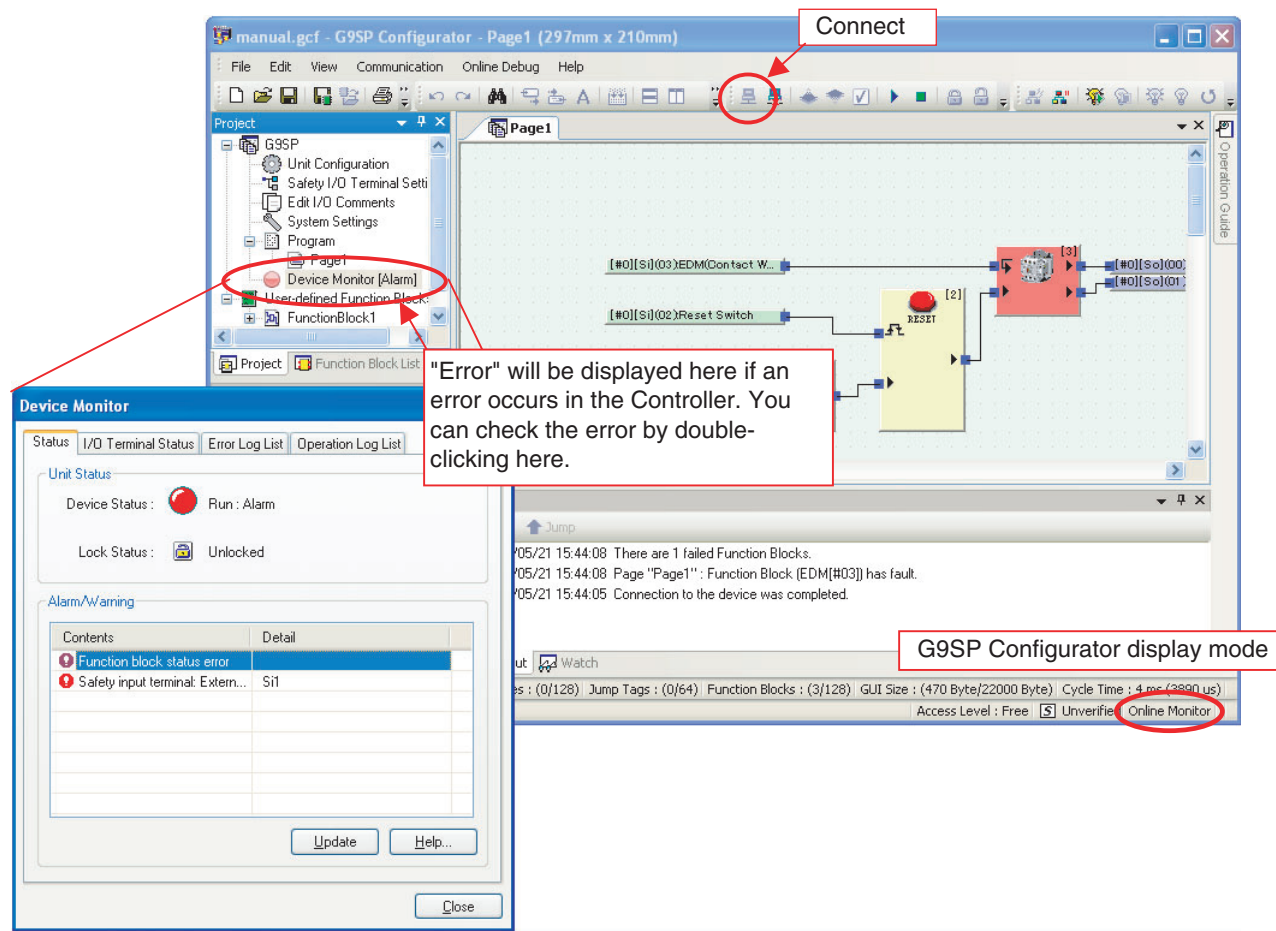 Connect
manual.gcf - G9SP Configurator - Page1 (297mm x 210mm)
File Edit View Communication Online Debug Help
Project
Page1
G9SP
Unit Configuration
Safety I/O Terminal Setti
Edit I/O Comments
System Settings
Program
Page1
Device Monitor [Alarm]
User-defined Function Block
FunctionBlock1
Project Function Block List
Operation Guide
[#0][Si](03):EDM(Contact W...
[3]
[#0][So](00)
[#0][So](01)
[#0][Si](02):Reset Switch
[2]
RESET
"Error" will be displayed here if an
error occurs in the Controller. You
can check the error by double-
clicking here.
Device Monitor
Status I/O Terminal Status Error Log List Operation Log List
Unit Status
Device Status : Run : Alarm
Lock Status : Unlocked
Alarm/Warning
Contents Detail
Function block status error
Safety input terminal: Extern... Si1
Update Help...
Close
Jump
/05/21 15:44:08 There are 1 failed Function Blocks.
/05/21 15:44:08 Page "Page1" : Function Block (EDM[#03]) has fault.
/05/21 15:44:05 Connection to the device was completed.
G9SP Configurator display mode
ut Watch
es : (0/128) Jump Tags : (0/64) Function Blocks : (3/128) GUI Size : (470 Byte/22000 Byte) Cycle Time : 4 ms (3890 us)
Access Level : Free S Unverifie Online Monitor